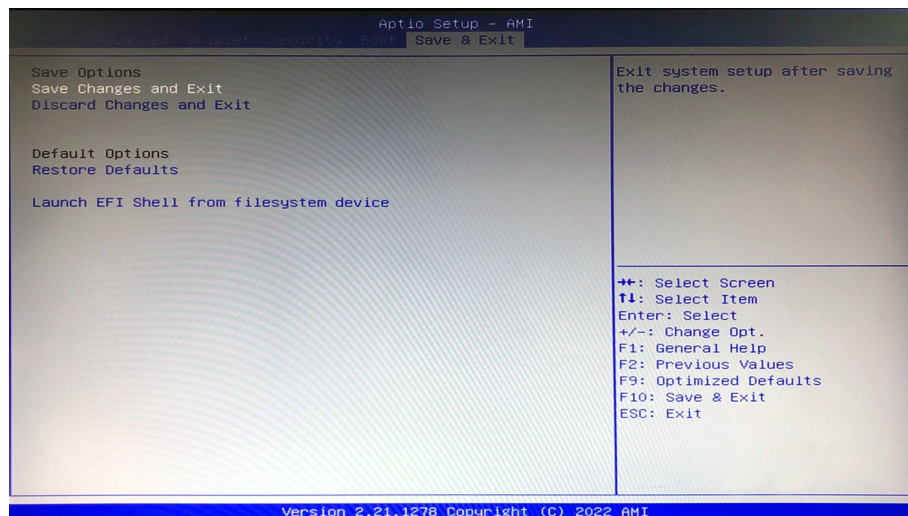 Aptio Setup - AMI
Chipset Security Boot Save & Exit
Save Options
Save Changes and Exit
Discard Changes and Exit
Default Options
Restore Defaults
Launch EFI Shell from filesystem device
Exit system setup after saving
the changes.
→←: Select Screen
↑↓: Select Item
Enter: Select
+/-: Change Opt.
F1: General Help
F2: Previous Values
F9: Optimized Defaults
F10: Save & Exit
ESC: Exit
Version 2.21.1278 Copyright (C) 2022 AMI